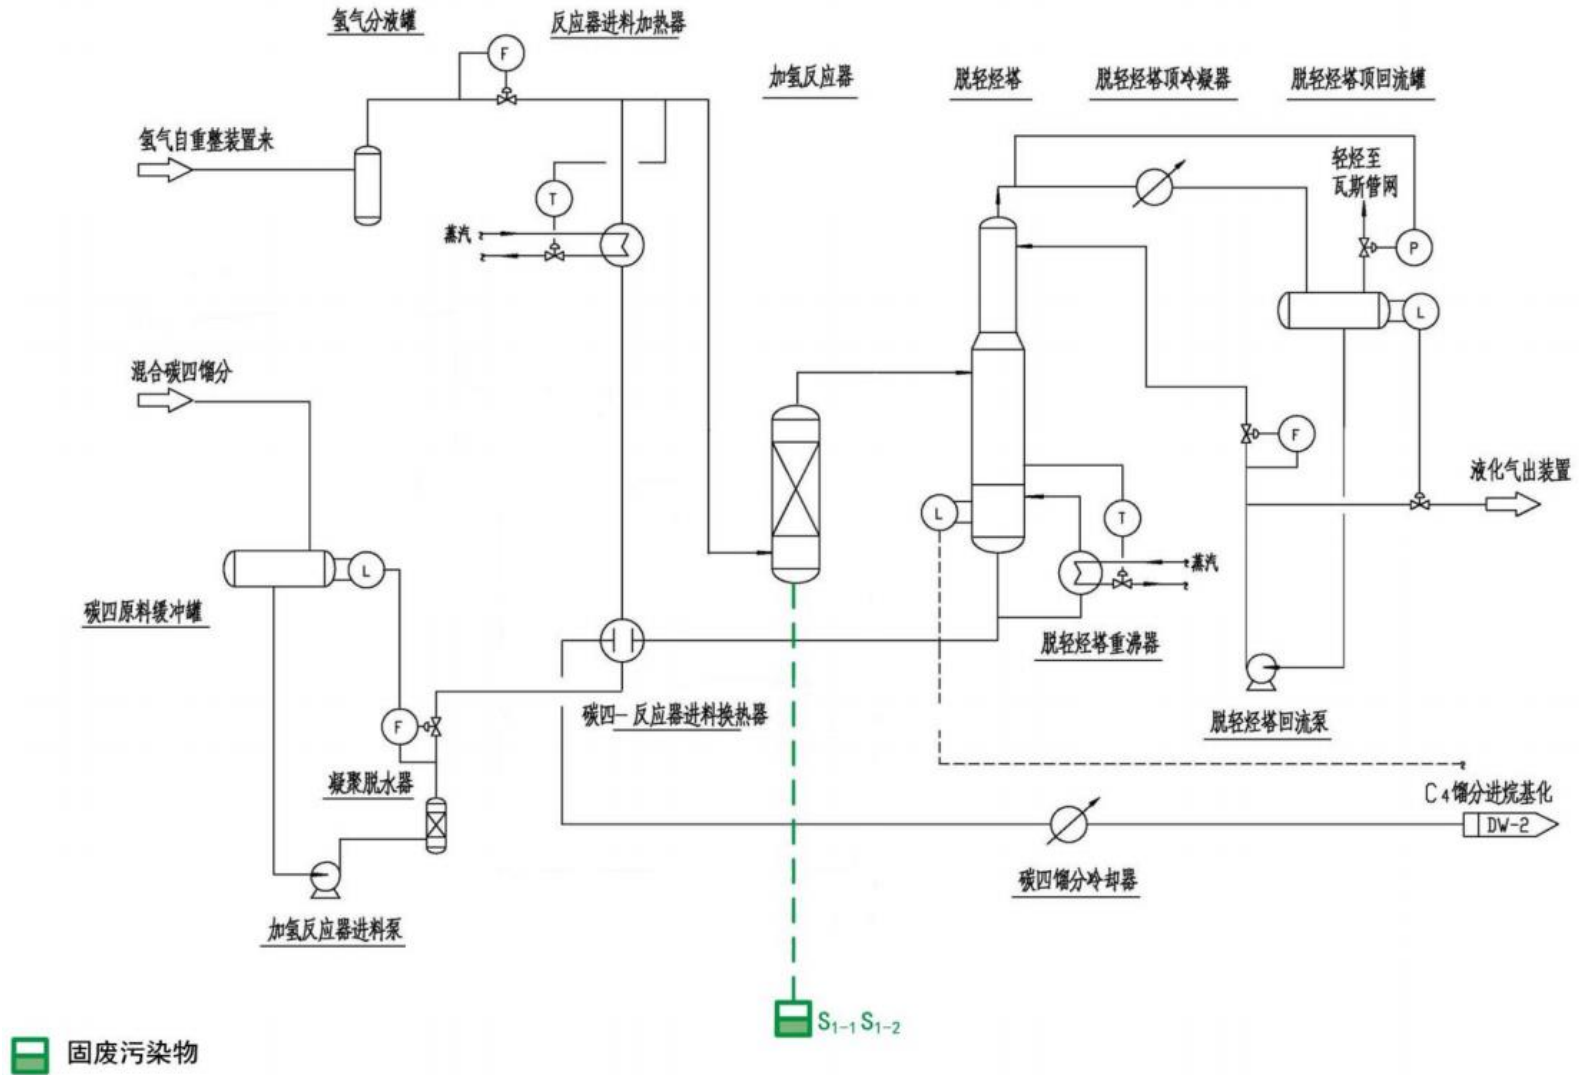 氢气分液罐
反应器进料加热器
F
加氢反应器
脱轻烃塔
脱轻烃塔顶冷凝器
脱轻烃塔顶回流罐
氢气自重整装置来
轻烃至
瓦斯管网
T
蒸汽
P
L
混合碳四馏分
F
液化气出装置
L
T
蒸汽
L
碳四原料缓冲罐
脱轻烃塔重沸器
碳四一反应器进料换热器
脱轻烃塔回流泵
F
凝聚脱水器
C4馏分进烷基化
DW-2
碳四馏分冷却器
加氢反应器进料泵
S1-1 S1-2
固废污染物